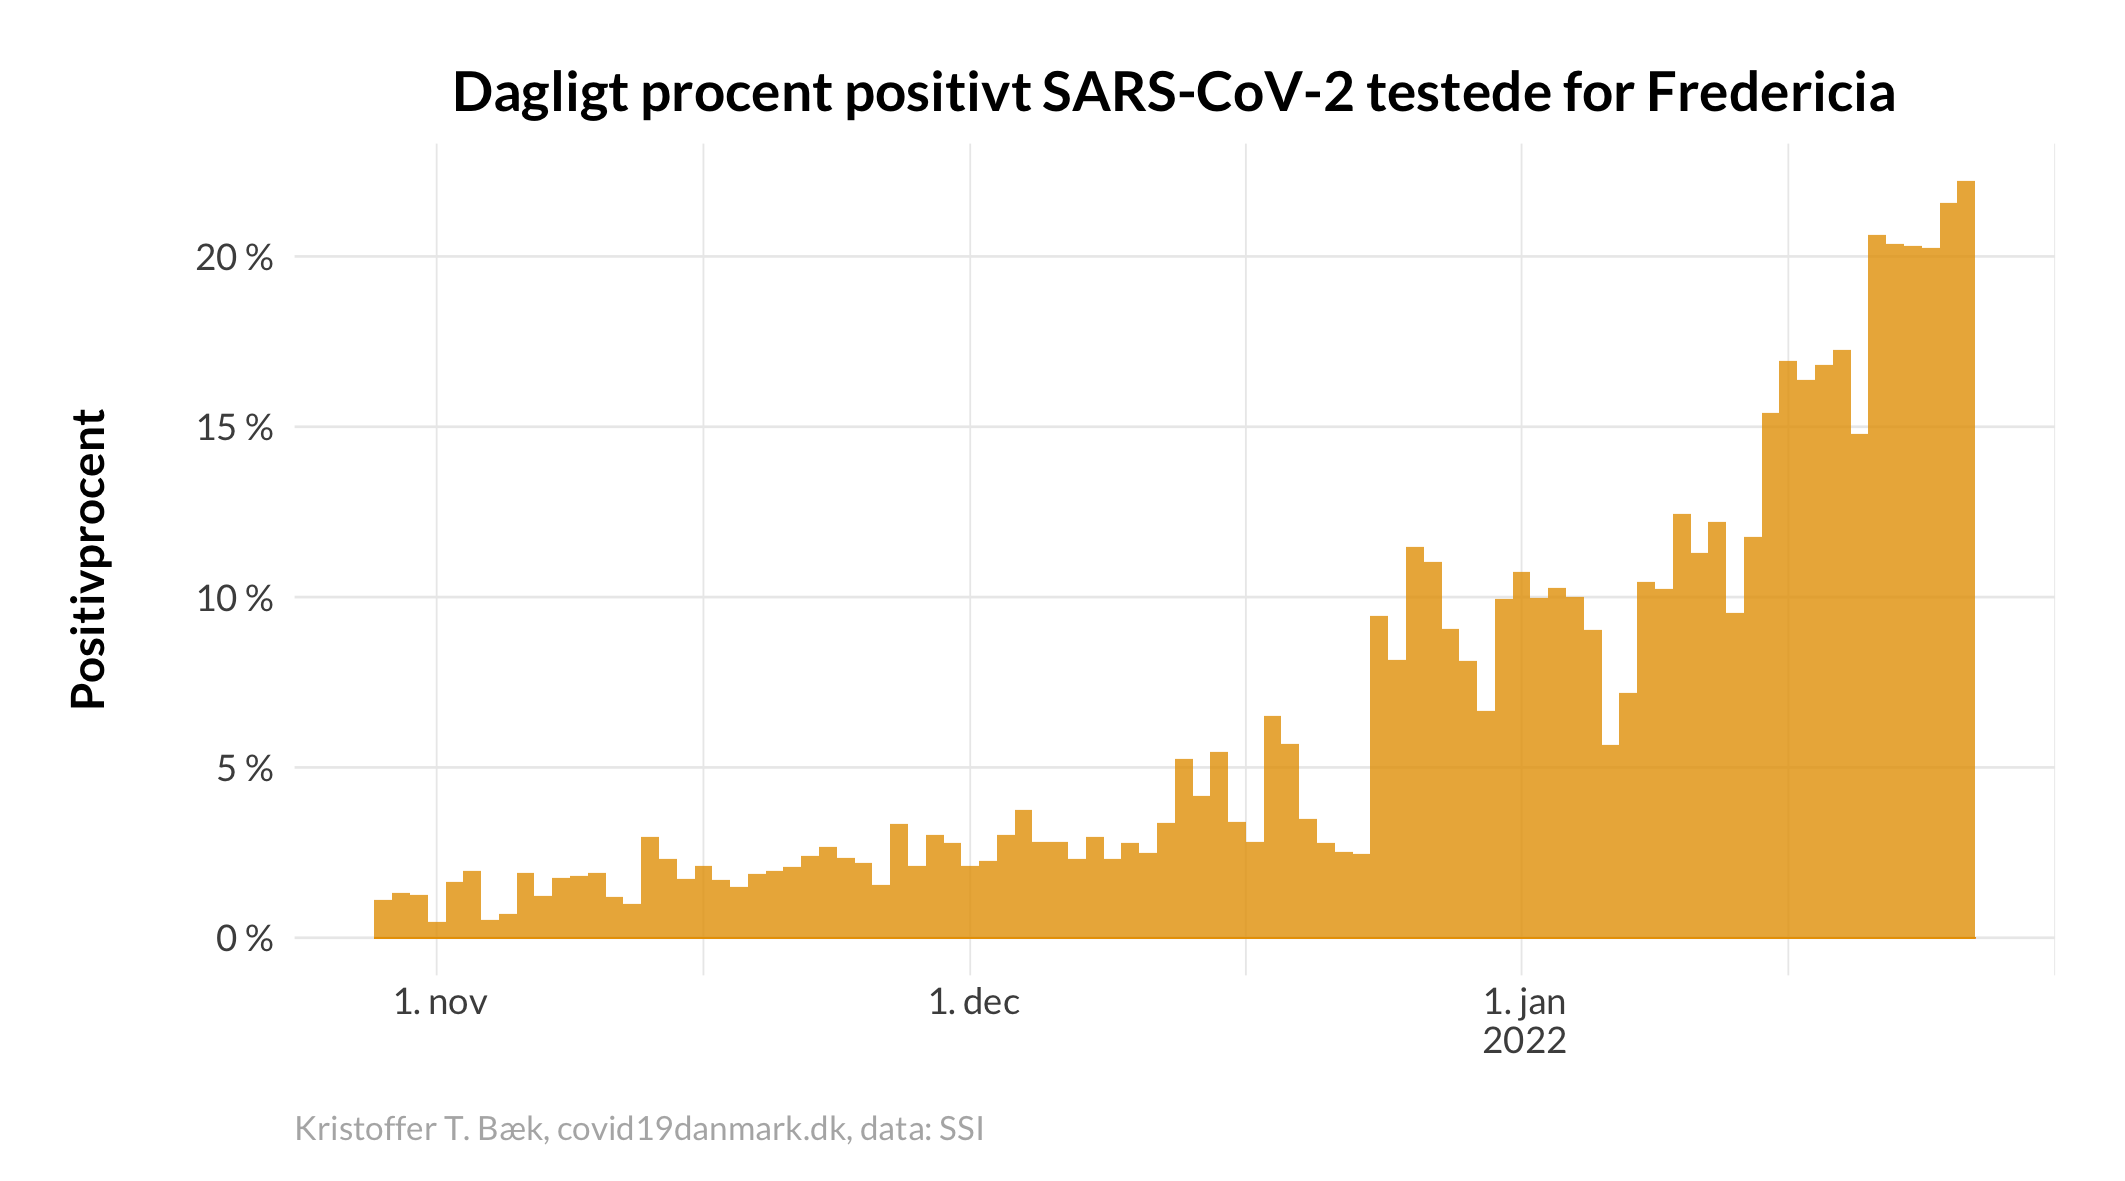 Dagligt procent positivt SARS-CoV-2 testede for Fredericia
Positivprocent
20 %
15 %
10 %
5 %
0 %
1. nov
1. dec
1. jan
2022
Kristoffer T. Bæk, covid19danmark.dk, data: SSI